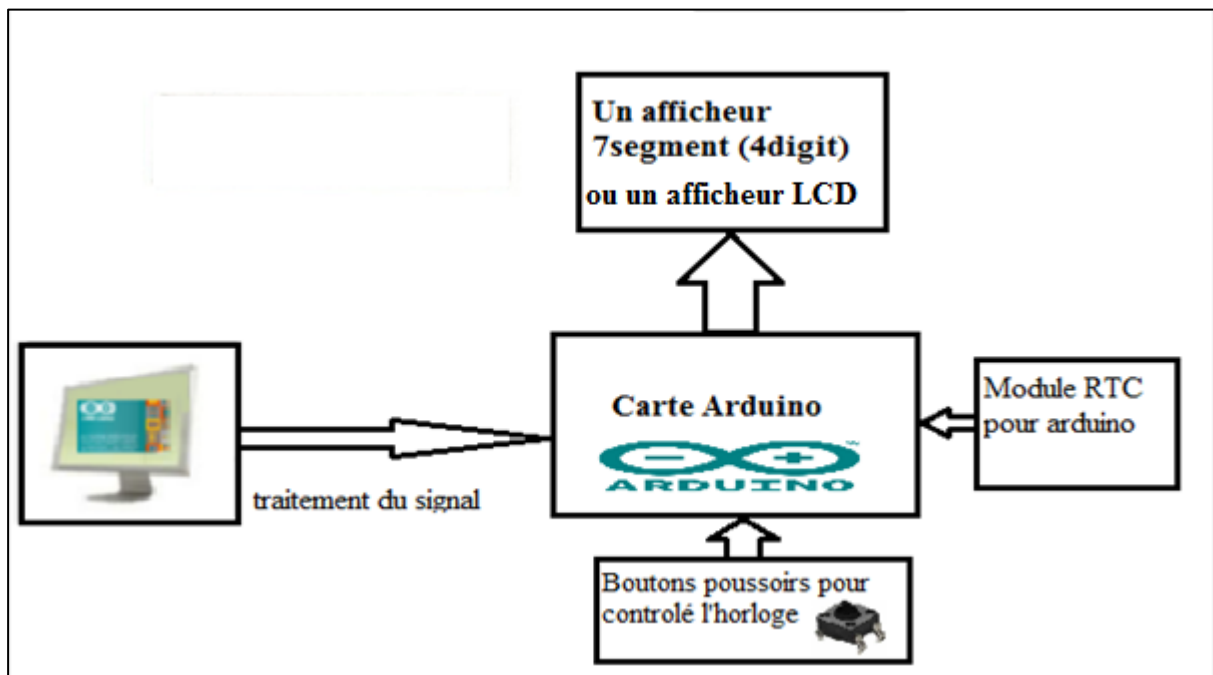 Un afficheur
7segment (4digit)
ou un afficheur LCD
Carte Arduino
ARDUINO
TM
Module RTC
pour arduino
traitement du signal
Boutons poussoirs pour
controlé l'horloge